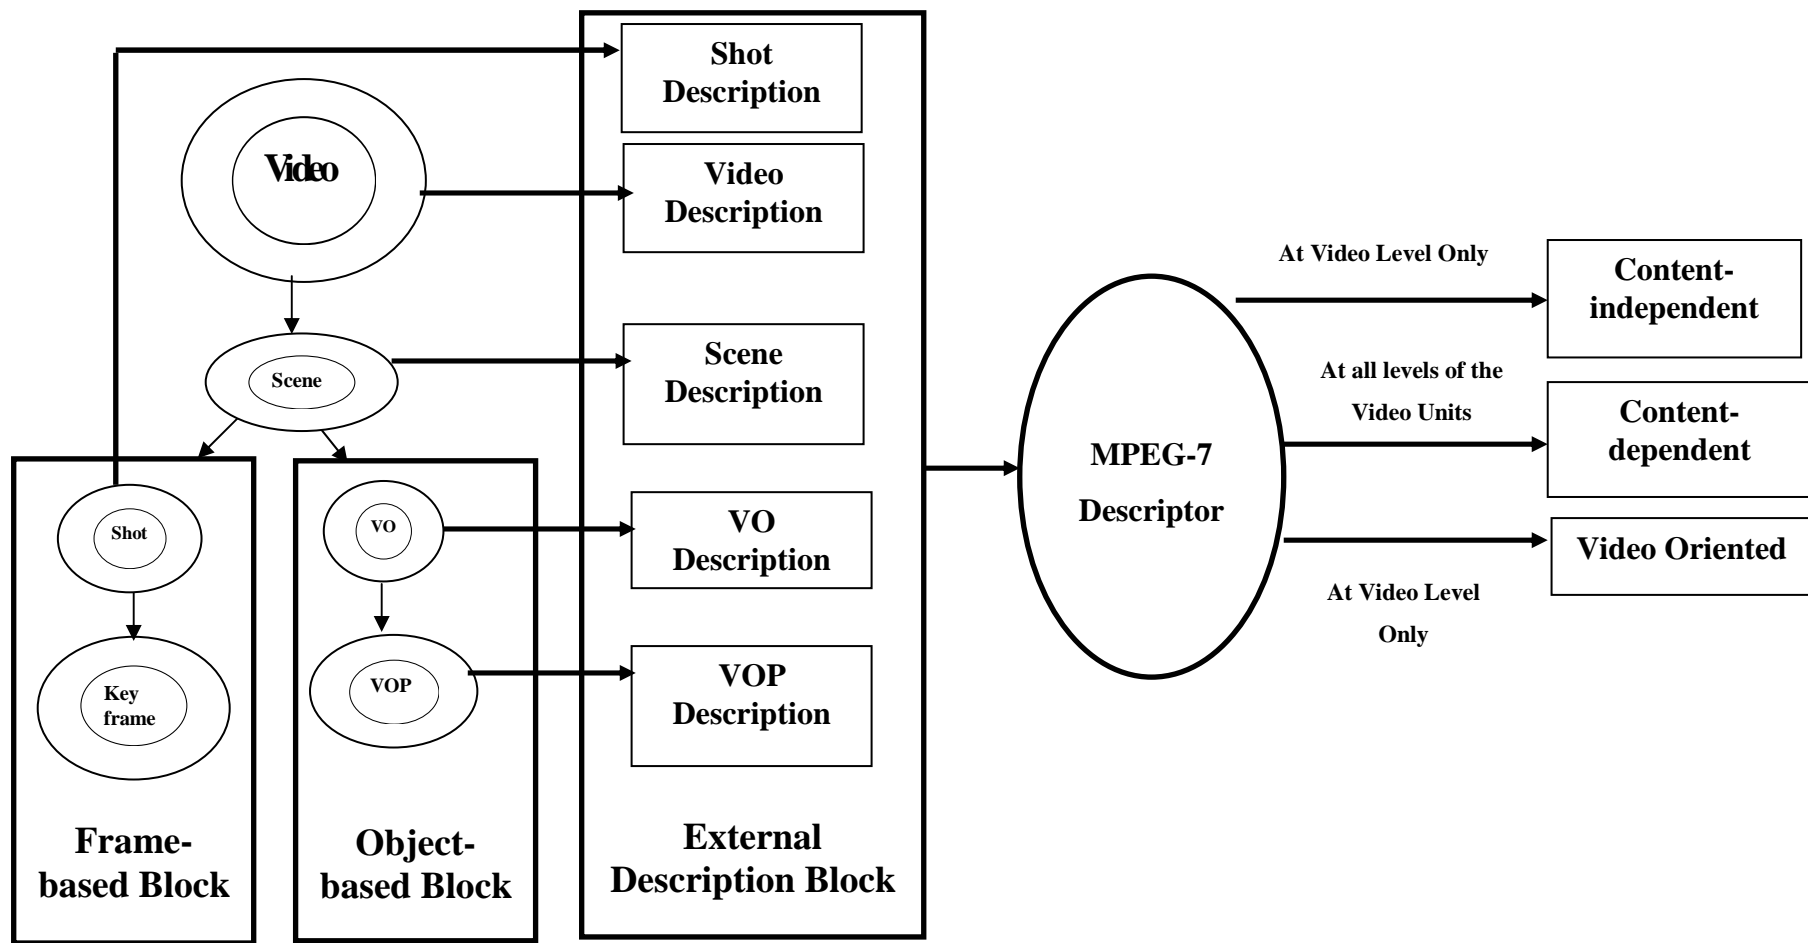 Shot
Description
Video
Video
Description
Scene
Scene
Description
Shot
VO
VO
Description
Key
frame
VOP
VOP
Description
Frame-
based Block
Object-
based Block
External
Description Block
MPEG-7
Descriptor
At Video Level Only
Content-
independent
At all levels of the
Video Units
Content-
dependent
Video Oriented
At Video Level
Only